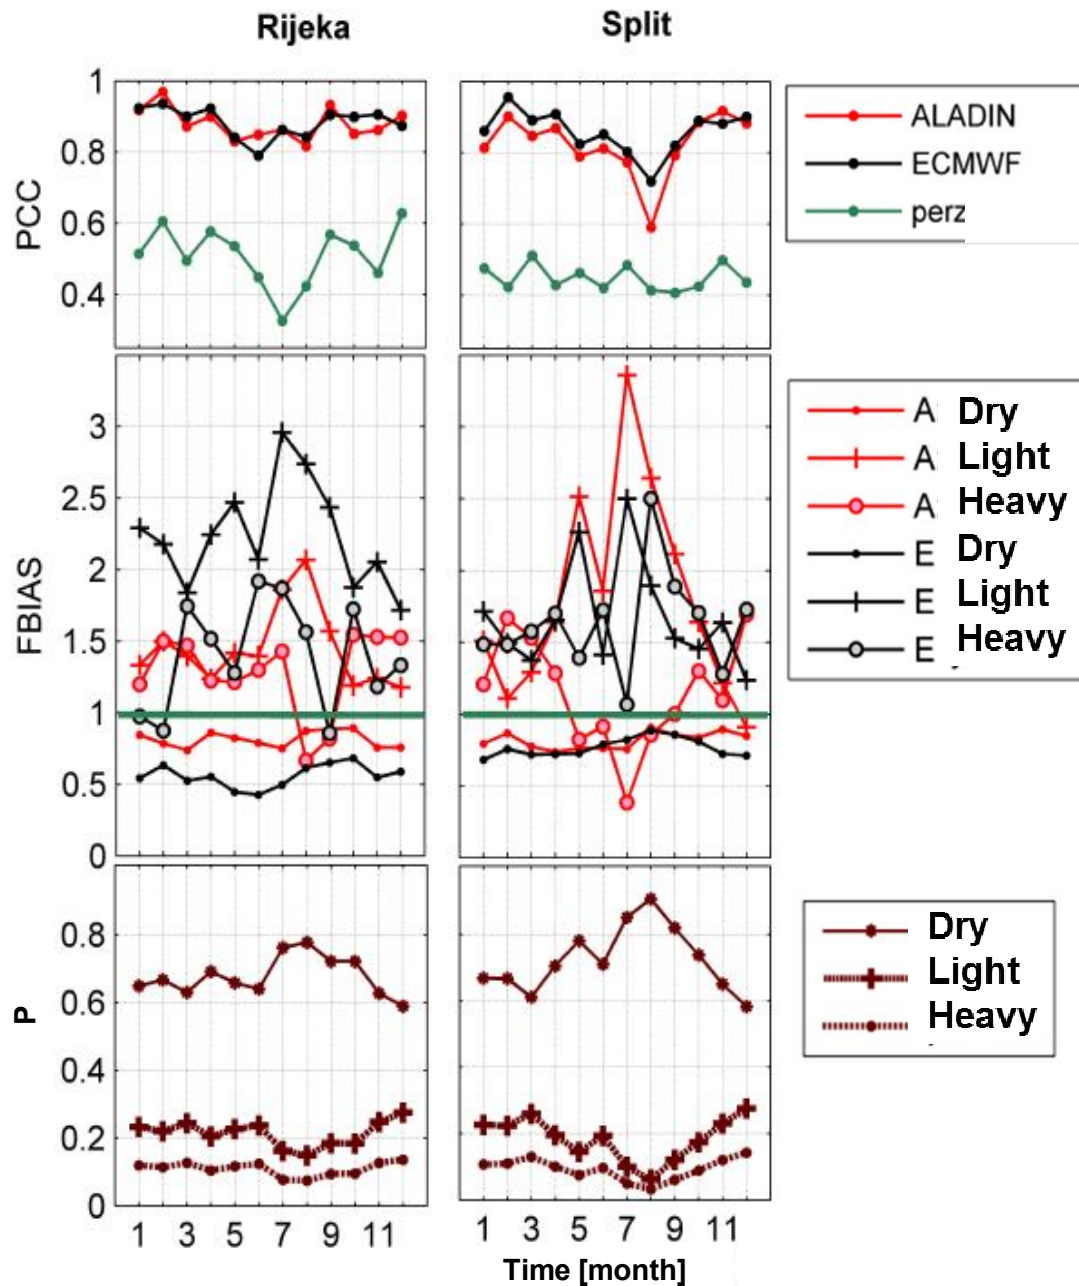 Rijeka
Split
PCC
1
0.8
0.6
0.4
ALADIN
ECMWF
perz
FBIAS
3
2.5
2
1.5
1
0.5
0
A Dry
A Light
A Heavy
E Dry
E Light
E Heavy
P
0.8
0.6
0.4
0.2
0
Dry
Light
Heavy
1 3 5 7 9 11
1 3 5 7 9 11
Time [month]